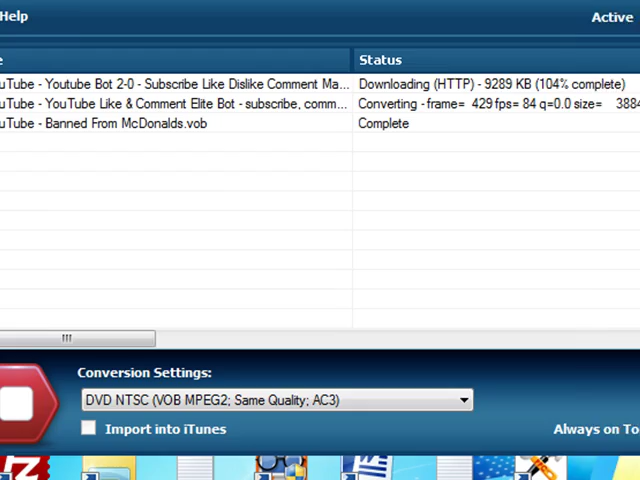 Help
Active
Status
uTube - Youtube Bot 2-0 - Subscribe Like Dislike Comment Ma...
Downloading (HTTP) - 9289 KB (104% complete)
uTube - YouTube Like & Comment Elite Bot - subscribe, comm...
Converting - frame= 429 fps= 84 q=0.0 size= 3884
uTube - Banned From McDonalds.vob
Complete
Conversion Settings:
DVD NTSC (VOB MPEG2; Same Quality; AC3)
Import into iTunes
Always on To